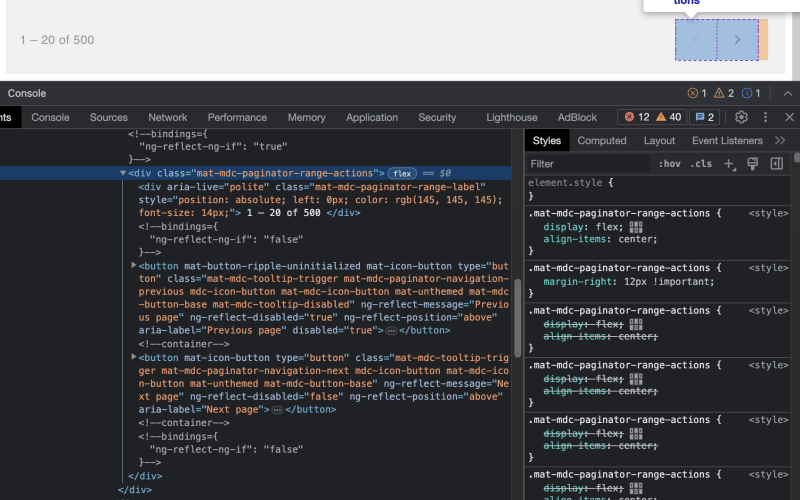 tions
1 – 20 of 500
Console
1
2
1
nts
Console
Sources
Network
Performance
Memory
Application
Security
Lighthouse
AdBlock
12
40
2
<!--bindings={
"ng-reflect-ng-if": "true"
}-->
<div class="mat-mdc-paginator-range-actions"> flex == $0
<div aria-live="polite" class="mat-mdc-paginator-range-label"
style="position: absolute; left: 0px; color: rgb(145, 145, 145);
font-size: 14px;"> 1 – 20 of 500 </div>
<!--bindings={
"ng-reflect-ng-if": "false"
}-->
<button mat-button-ripple-uninitialized mat-icon-button type="but
ton" class="mat-mdc-tooltip-trigger mat-mdc-paginator-navigation-
previous mdc-icon-button mat-mdc-icon-button mat-unthemed mat-mdc
-button-base mat-mdc-tooltip-disabled" ng-reflect-message="Previo
us page" ng-reflect-disabled="true" ng-reflect-position="above"
aria-label="Previous page" disabled="true">…</button>
<!--container-->
<button mat-icon-button type="button" class="mat-mdc-tooltip-trig
ger mat-mdc-paginator-navigation-next mdc-icon-button mat-mdc-ico
n-button mat-unthemed mat-mdc-button-base" ng-reflect-message="Ne
xt page" ng-reflect-disabled="false" ng-reflect-position="above"
aria-label="Next page">…</button>
<!--container-->
<!--bindings={
"ng-reflect-ng-if": "false"
}-->
</div>
</div>
Styles
Computed
Layout
Event Listeners
Filter
:hov
.cls
element.style {
}
.mat-mdc-paginator-range-actions { <style>
display: flex;
align-items: center;
}
.mat-mdc-paginator-range-actions { <style>
margin-right: 12px !important;
}
.mat-mdc-paginator-range-actions { <style>
display: flex;
align-items: center;
}
.mat-mdc-paginator-range-actions { <style>
display: flex;
align-items: center;
}
.mat-mdc-paginator-range-actions { <style>
display: flex;
align-items: center;
}
.mat-mdc-paginator-range-actions { <style>
display: flex;
align-items: center;